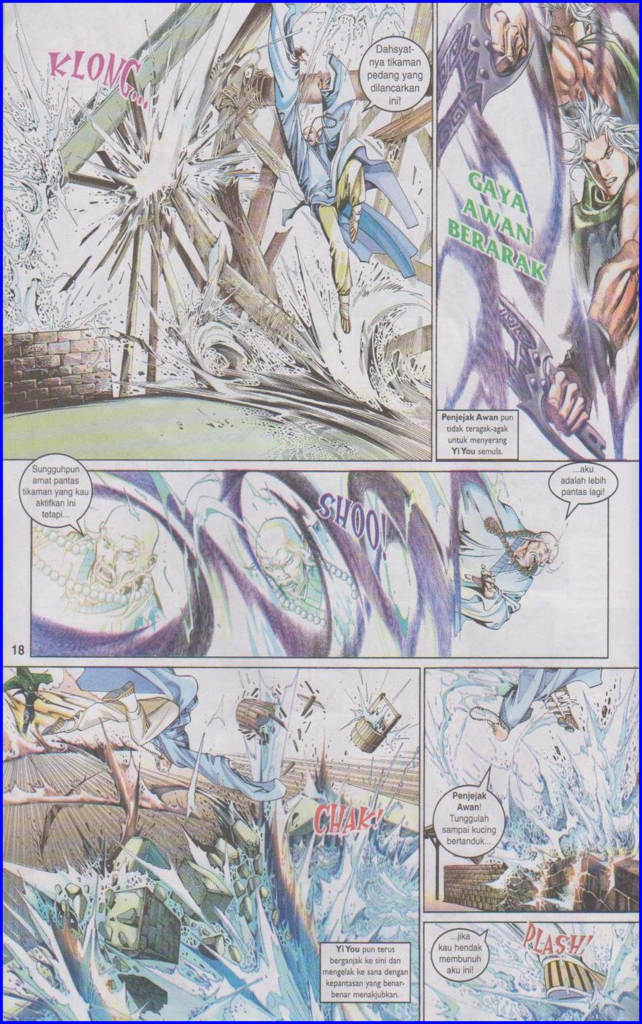 KLONG...
Dahsyat-
nya tikaman
pedang yang
dilancarkan
ini!
GAYA
AWAN
BERARAK
Penjejak Awan pun
tidak teragak-agak
untuk menyerang
Yi You semula.
Sungguhpun
amat pantas
tikaman yang kau
aktifkan ini
tetapi...
SHOO!
...aku
adalah lebih
pantas lagi!
18
CHAK!
Yi You pun terus
berganjak ke sini dan
mengelak ke sana dengan
kepantasan yang benar-
benar menakjubkan.
Penjejak
Awan!
Tunggulah
sampai kucing
bertanduk...
...jika
kau hendak
membunuh
aku ini!
PLASH!